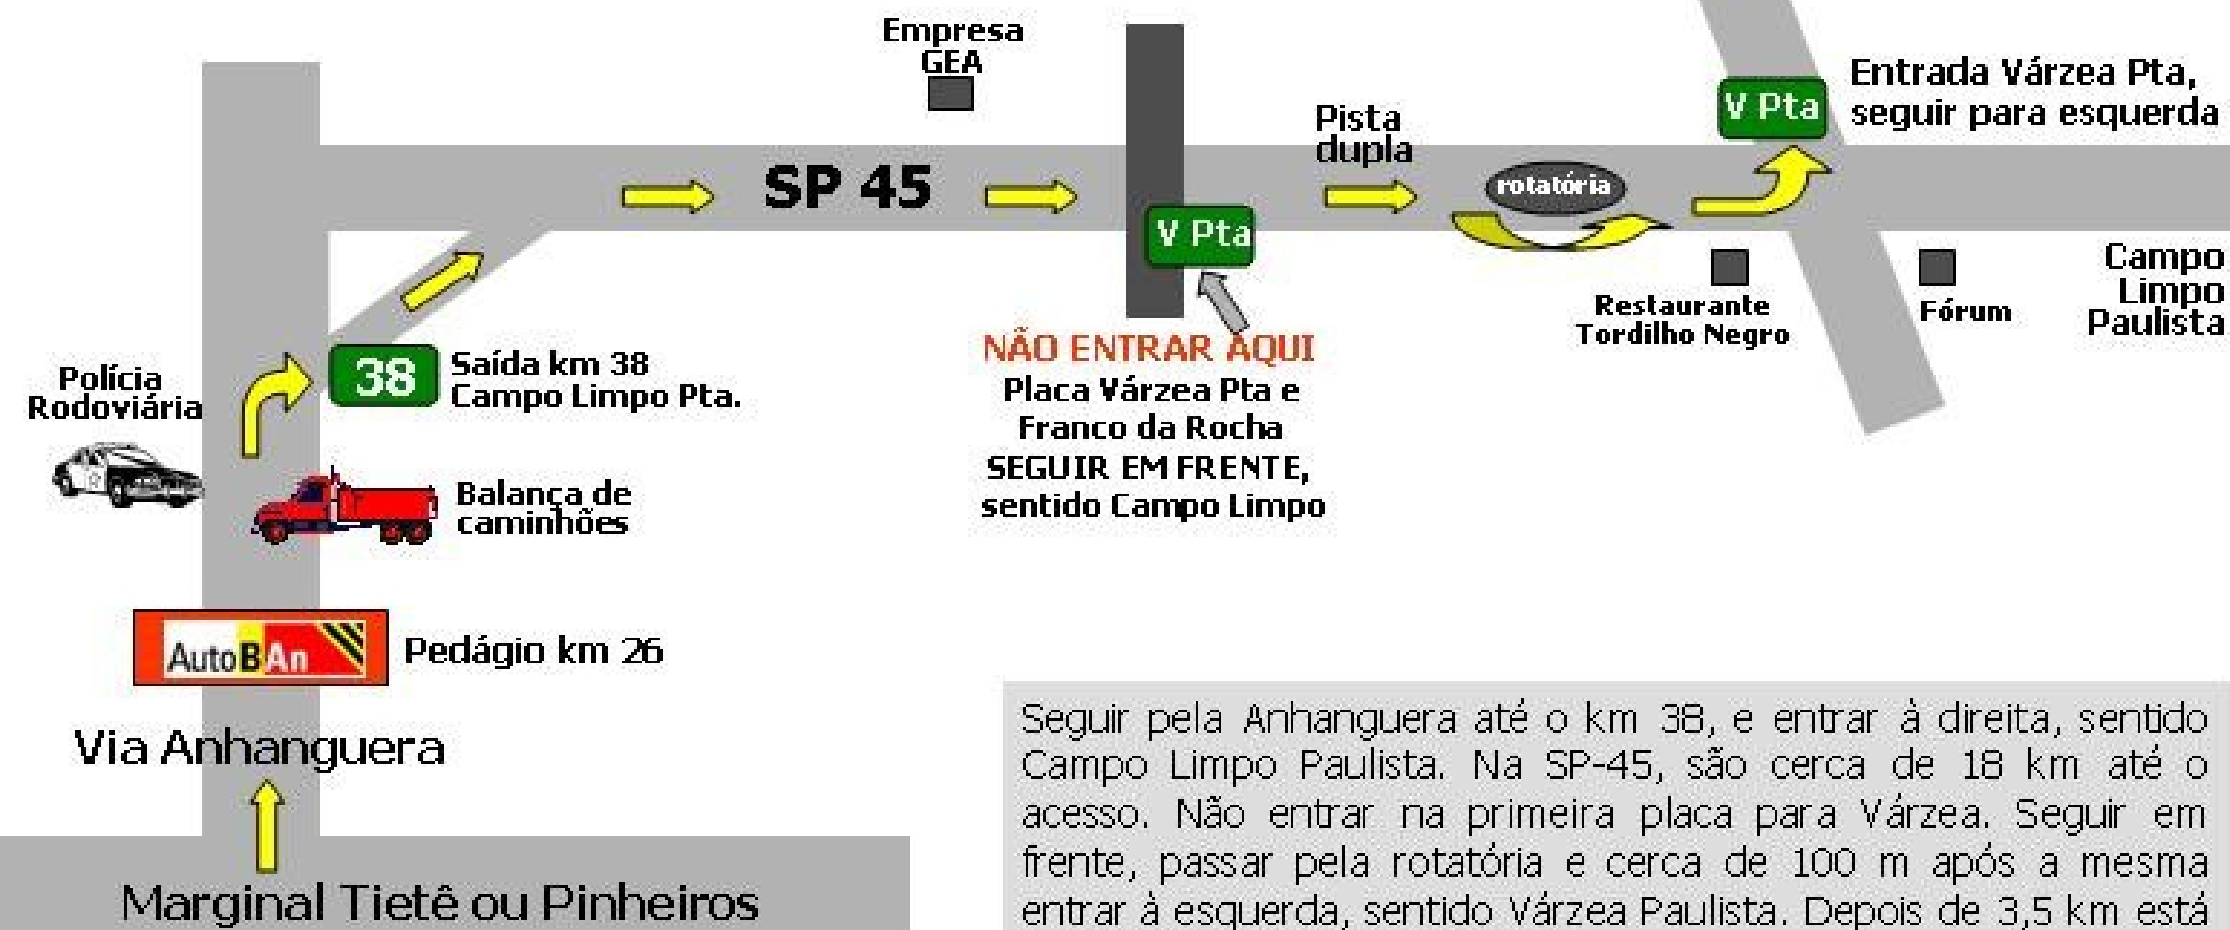 Empresa
GEA
Entrada Várzea Pta,
seguir para esquerda
V Pta
Pista
dupla
SP 45
rotatória
V Pta
Campo
Limpo
Paulista
Restaurante
Tordilho Negro
Fórum
NÃO ENTRAR AQUI
Placa Várzea Pta e
Franco da Rocha
SEGUIR EM FRENTE,
sentido Campo Limpo
38
Saída km 38
Campo Limpo Pta.
Polícia
Rodoviária
Balança de
caminhões
AutoBAn
Pedágio km 26
Via Anhanguera
Marginal Tietê ou Pinheiros
Seguir pela Anhanguera até o km 38, e entrar à direita, sentido
Campo Limpo Paulista. Na SP-45, são cerca de 18 km até o
acesso. Não entrar na primeira placa para Várzea. Seguir em
frente, passar pela rotatória e cerca de 100 m após a mesma
entrar à esquerda, sentido Várzea Paulista. Depois de 3,5 km está